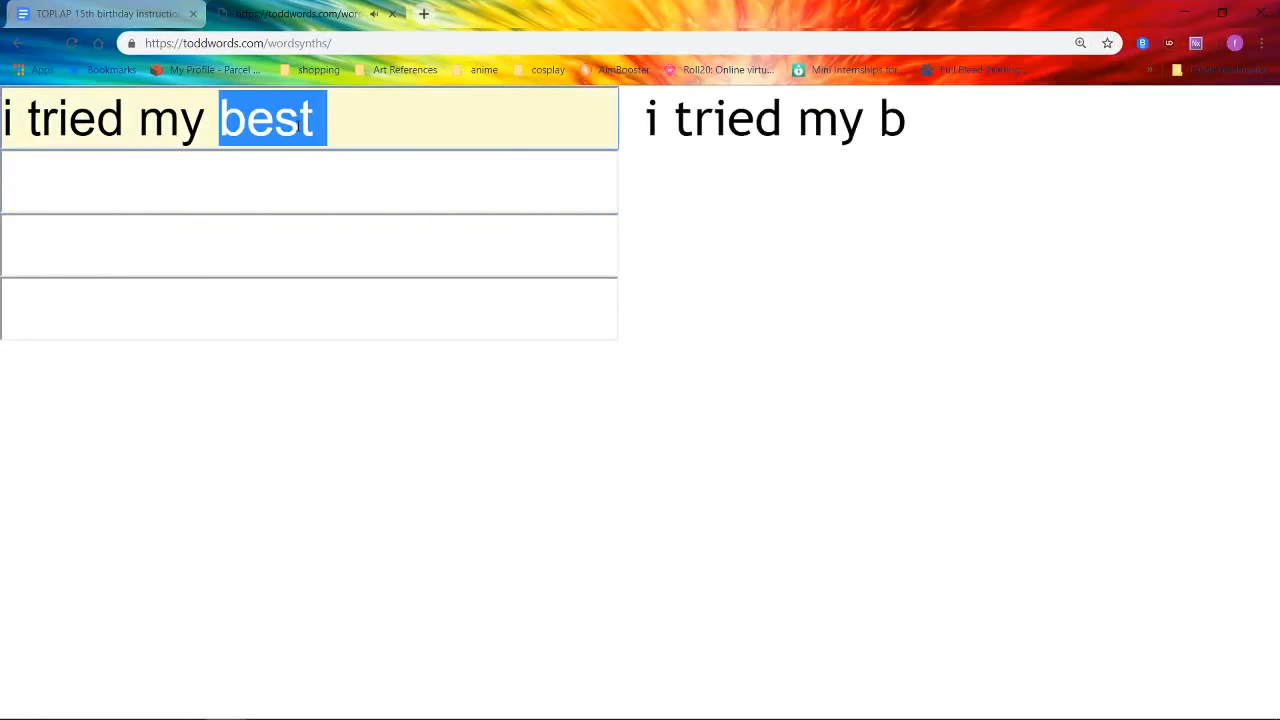 TOPLAP 15th birthday instruction
https://toddwords.com/wor
https://toddwords.com/wordsynths/
Apps Bookmarks My Profile - Parcel ... shopping Art References anime cosplay AimBooster Roll20: Online virtu... Mini Internships for... »
i tried my best i tried my b